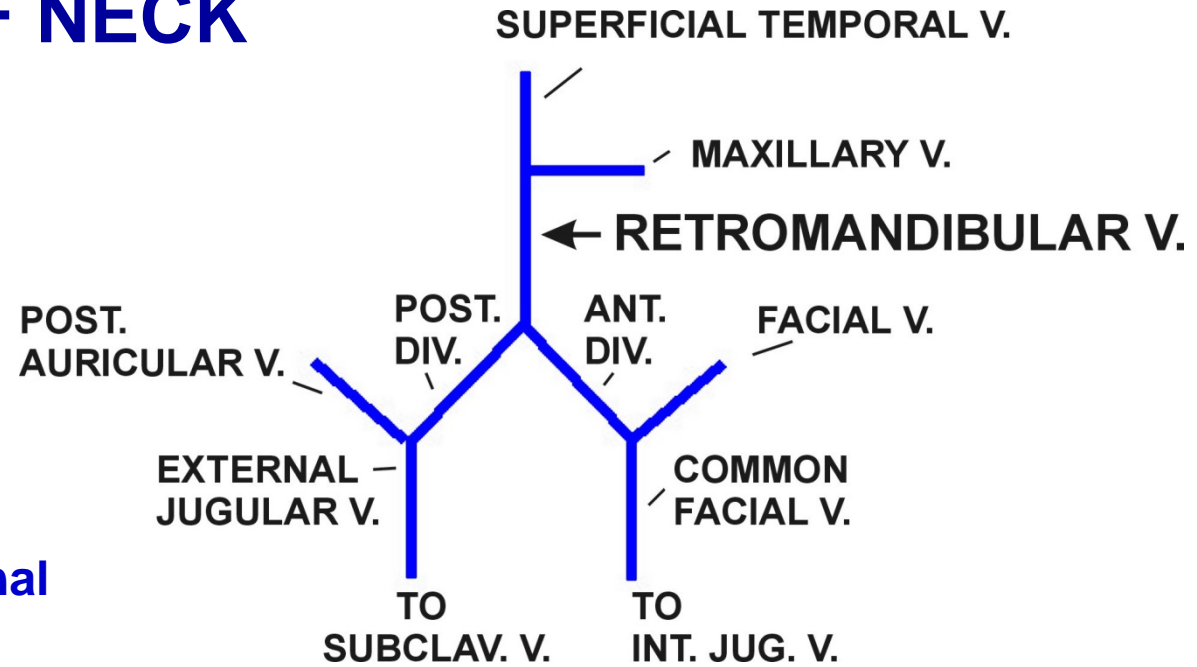 NECK
SUPERFICIAL TEMPORAL V.
MAXILLARY V.
RETROMANDIBULAR V.
POST.
AURICULAR V.
POST.
DIV.
ANT.
DIV.
FACIAL V.
EXTERNAL
JUGULAR V.
COMMON
FACIAL V.
TO
SUBCLAV. V.
TO
INT. JUG. V.